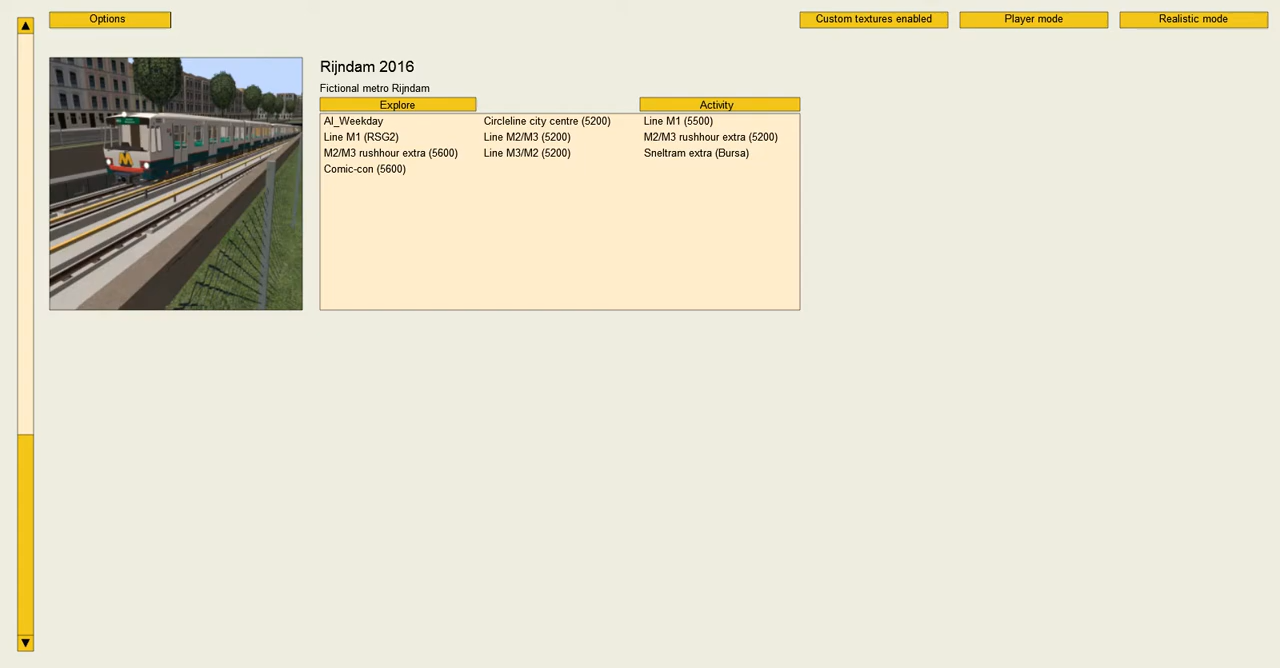 Options
Custom textures enabled
Player mode
Realistic mode
Rijndam 2016
Fictional metro Rijndam
Explore
Activity
AI_Weekday
Circleline city centre (5200)
Line M1 (5500)
Line M1 (RSG2)
Line M2/M3 (5200)
M2/M3 rushhour extra (5200)
M2/M3 rushhour extra (5600)
Line M3/M2 (5200)
Sneltram extra (Bursa)
Comic-con (5600)
M